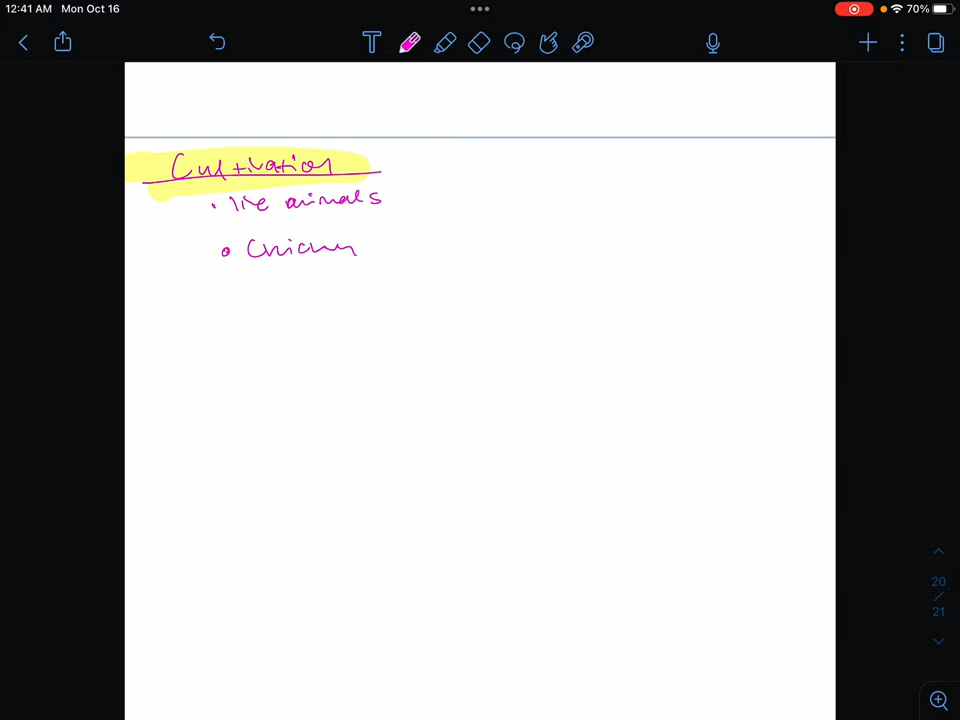 12:41 AM Mon Oct 16
70%
T
Cultivation
• live animals
• Chicken
20
/
21